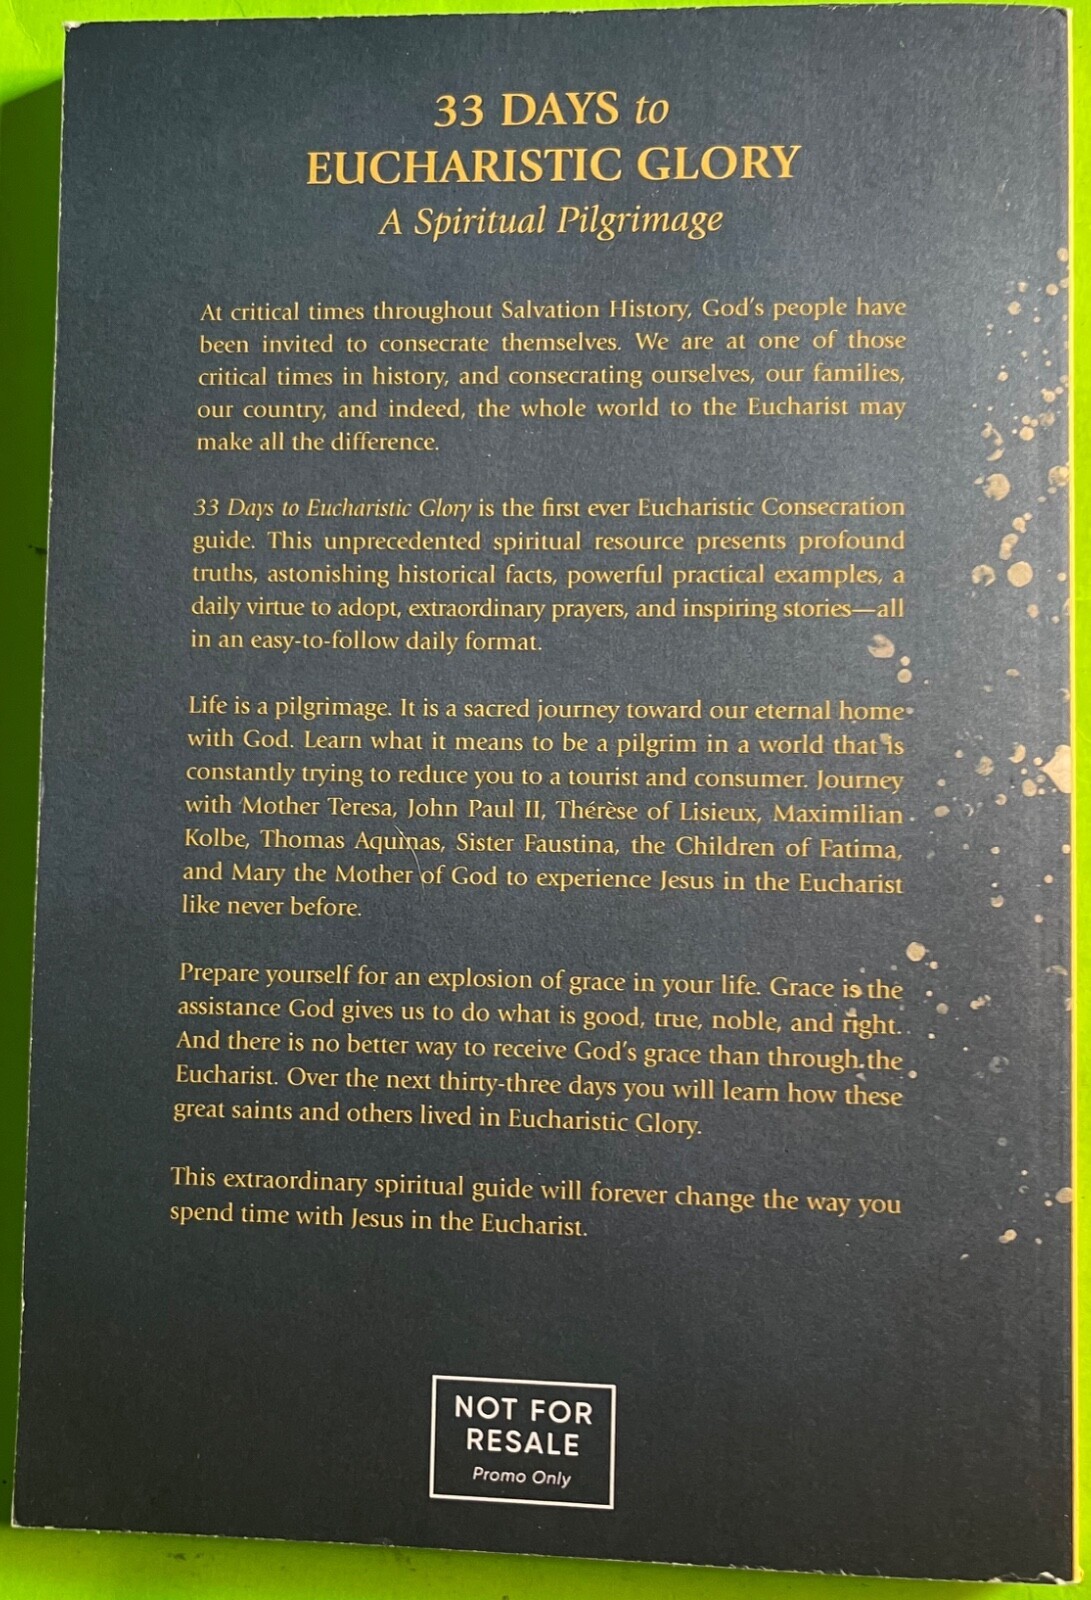 33 DAYS to
EUCHARISTIC GLORY
A Spiritual Pilgrimage
At critical times throughout Salvation History, God's people have
been invited to consecrate themselves. We are at one of those
critical times in history, and consecrating ourselves, our families,
our country, and indeed, the whole world to the Eucharist may
make all the difference.
33 Days to Eucharistic Glory is the first ever Eucharistic Consecration
guide. This unprecedented spiritual resource presents profound
truths, astonishing historical facts, powerful practical examples, a
daily virtue to adopt, extraordinary prayers, and inspiring stories—all
in an easy-to-follow daily format.
Life is a pilgrimage. It is a sacred journey toward our eternal home
with God. Learn what it means to be a pilgrim in a world that is
constantly trying to reduce you to a tourist and consumer. Journey
with Mother Teresa, John Paul II, Thérèse of Lisieux, Maximilian
Kolbe, Thomas Aquinas, Sister Faustina, the Children of Fatima,
and Mary the Mother of God to experience Jesus in the Eucharist
like never before.
Prepare yourself for an explosion of grace in your life. Grace is the
assistance God gives us to do what is good, true, noble, and right.
And there is no better way to receive God's grace than through the
Eucharist. Over the next thirty-three days you will learn how these
great saints and others lived in Eucharistic Glory.
This extraordinary spiritual guide will forever change the way you
spend time with Jesus in the Eucharist.
NOT FOR
RESALE
Promo Only